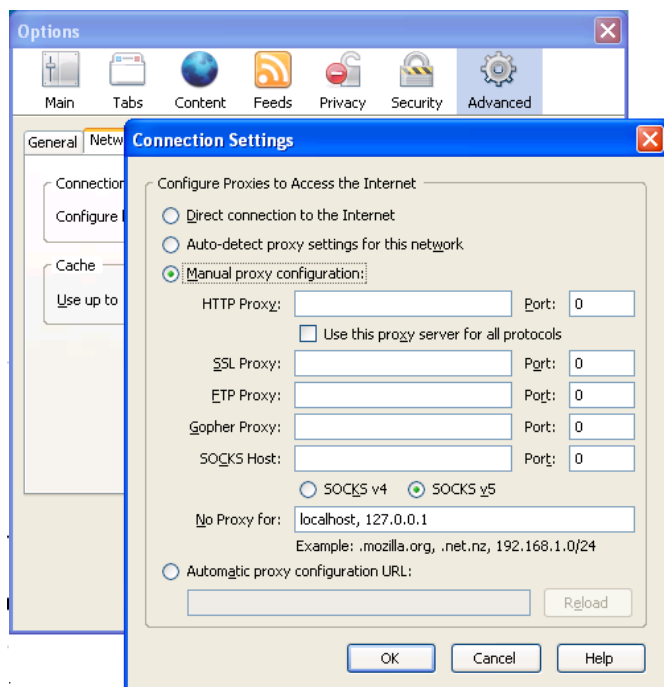 Options
Main Tabs Content Feeds Privacy Security Advanced
General Netw
Connection Settings
Connection
Configure
Cache
Use up to
Configure Proxies to Access the Internet
Direct connection to the Internet
Auto-detect proxy settings for this network
Manual proxy configuration:
HTTP Proxy: Port: 0
Use this proxy server for all protocols
SSL Proxy: Port: 0
FTP Proxy: Port: 0
Gopher Proxy: Port: 0
SOCKS Host: Port: 0
SOCKS v4 SOCKS v5
No Proxy for: localhost, 127.0.0.1
Example: .mozilla.org, .net.nz, 192.168.1.0/24
Automatic proxy configuration URL:
Reload
OK Cancel Help